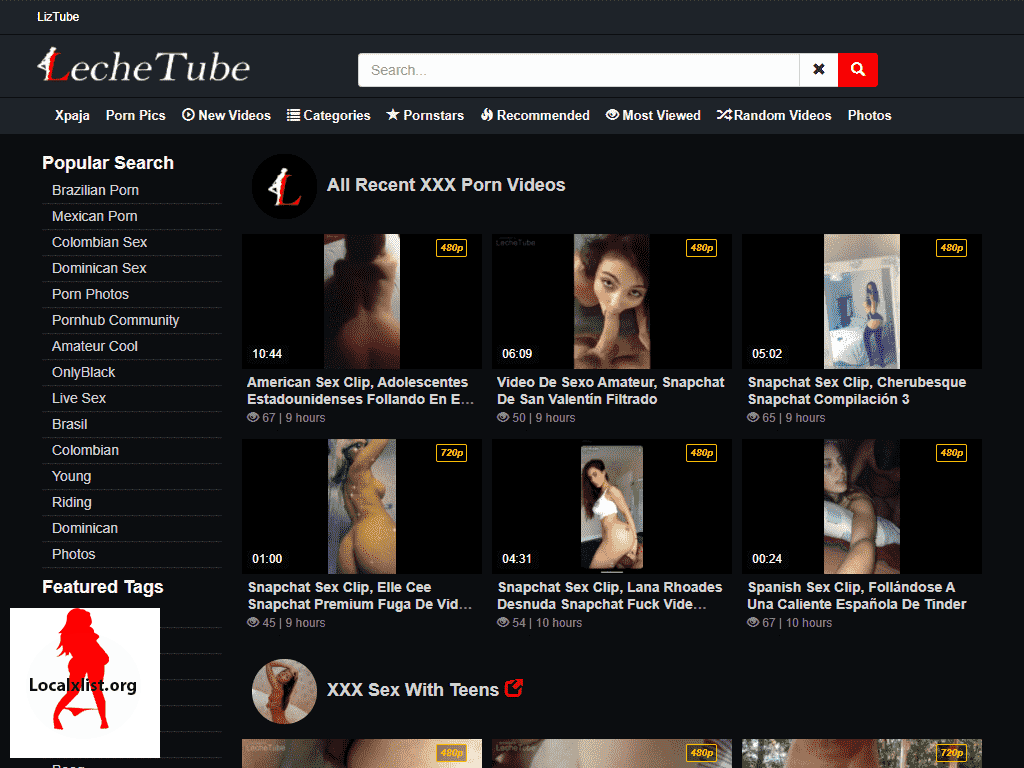 LizTube
LecheTube
Search...
Xpaja Porn Pics New Videos Categories Pornstars Recommended Most Viewed Random Videos Photos
Popular Search
Brazilian Porn
Mexican Porn
Colombian Sex
Dominican Sex
Porn Photos
Pornhub Community
Amateur Cool
OnlyBlack
Live Sex
Brasil
Colombian
Young
Riding
Dominican
Photos
Featured Tags
Localxlist.org
L
All Recent XXX Porn Videos
480p
10:44
American Sex Clip, Adolescentes
Estadounidenses Follando En E...
67 | 9 hours
LecheTube
480p
06:09
Video De Sexo Amateur, Snapchat
De San Valentín Filtrado
50 | 9 hours
480p
05:02
Snapchat Sex Clip, Cherubesque
Snapchat Compilación 3
65 | 9 hours
720p
01:00
Snapchat Sex Clip, Elle Cee
Snapchat Premium Fuga De Vid...
45 | 9 hours
480p
04:31
Snapchat Sex Clip, Lana Rhoades
Desnuda Snapchat Fuck Vide...
54 | 10 hours
480p
00:24
Spanish Sex Clip, Follándose A
Una Caliente Española De Tinder
67 | 10 hours
XXX Sex With Teens
LecheTube
480p
LecheTube
480p
720p